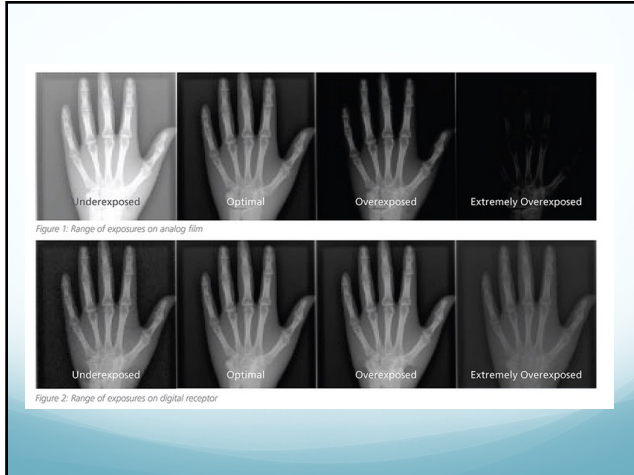 Underexposed Optimal Overexposed Extremely Overexposed
Figure 1: Range of exposures on analog film
Underexposed Optimal Overexposed Extremely Overexposed
Figure 2: Range of exposures on digital receptor